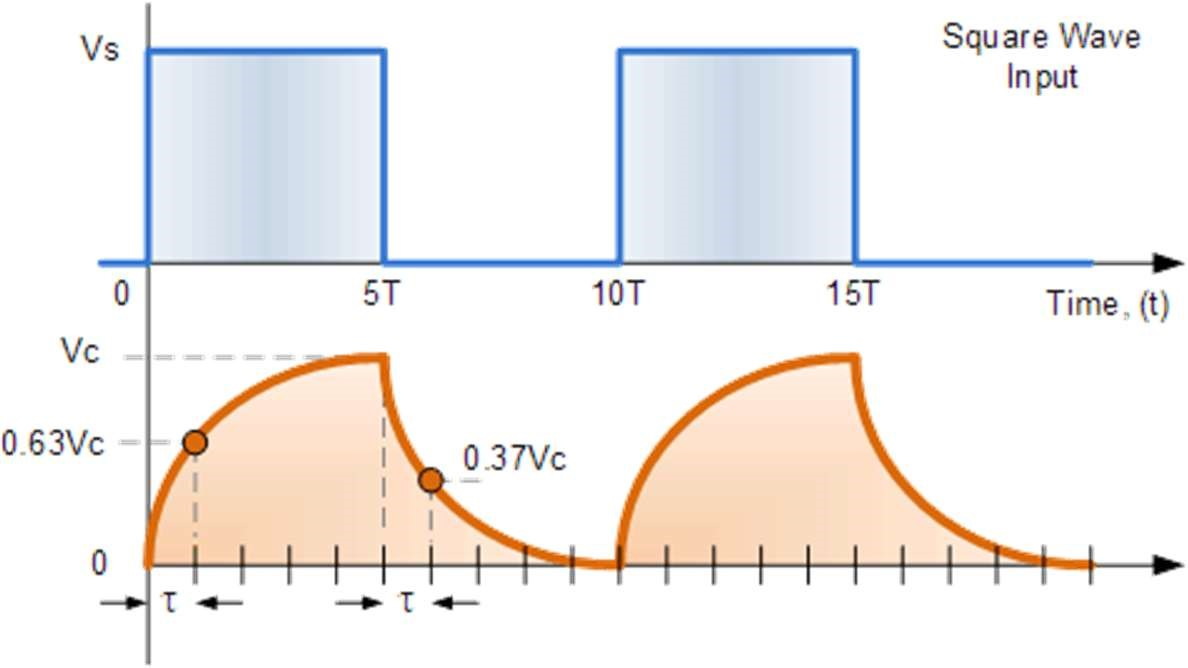 Vs
Square Wave
Input
0
5T
10T
15T
Time, (t)
Vc
0.63Vc
0.37Vc
0
τ
τ